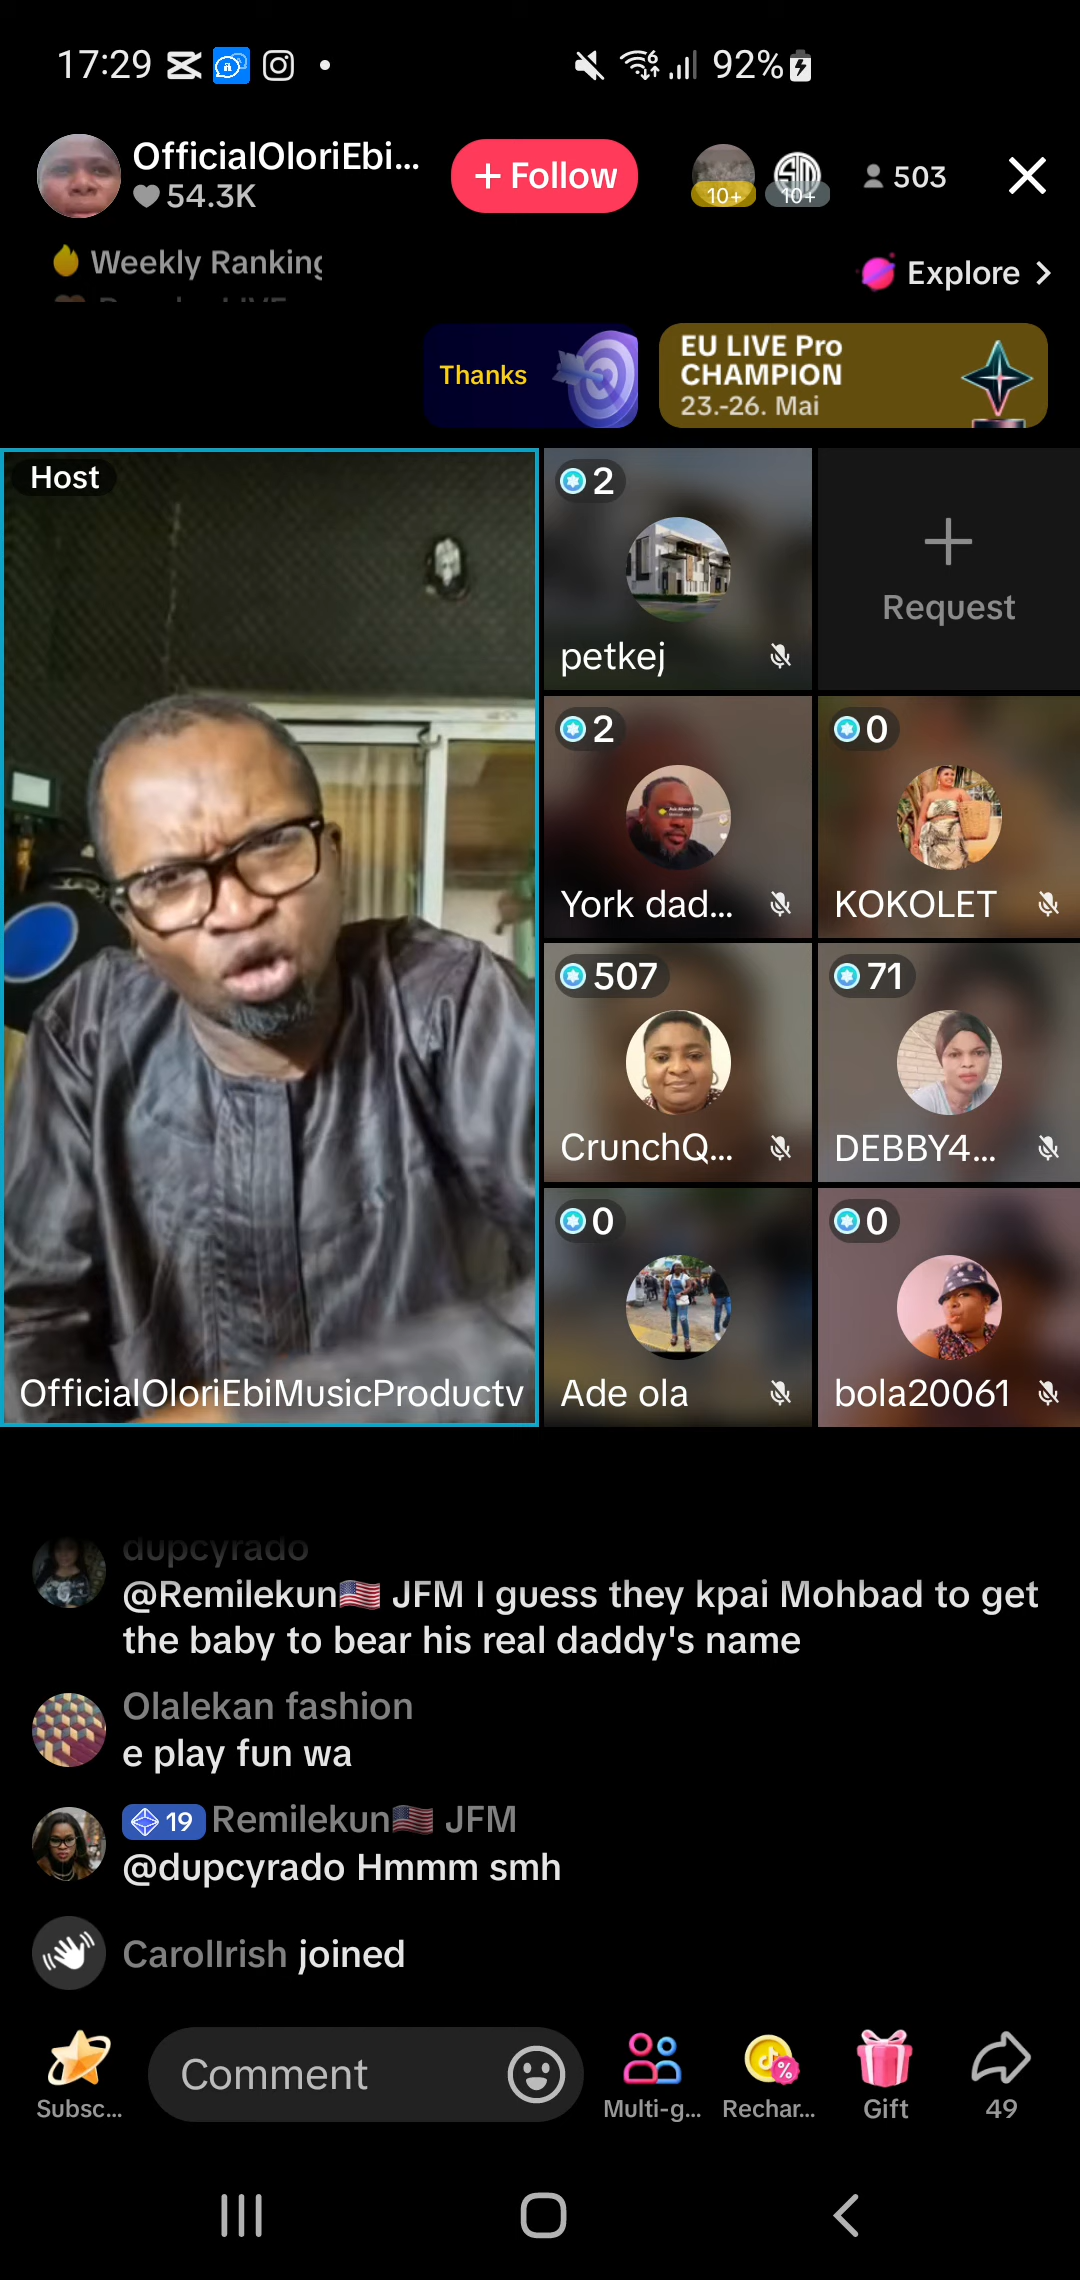 17:29
92%
OfficialOloriEbi...
54.3K
+ Follow
10+
10+
503
Weekly Ranking
Explore >
Thanks
EU LIVE Pro
CHAMPION
23.-26. Mai
Host
2
petkej
Request
2
York dad...
0
KOKOLET
507
CrunchQ...
71
DEBBY4...
0
Ade ola
0
bola20061
OfficialOloriEbiMusicProductv
dupcyrado
@Remilekun🇺🇸 JFM I guess they kpai Mohbad to get
the baby to bear his real daddy's name
Olalekan fashion
e play fun wa
19 Remilekun🇺🇸 JFM
@dupcyrado Hmmm smh
CarolIrish joined
Comment
Subsc...
Multi-g...
Rechar...
Gift
49